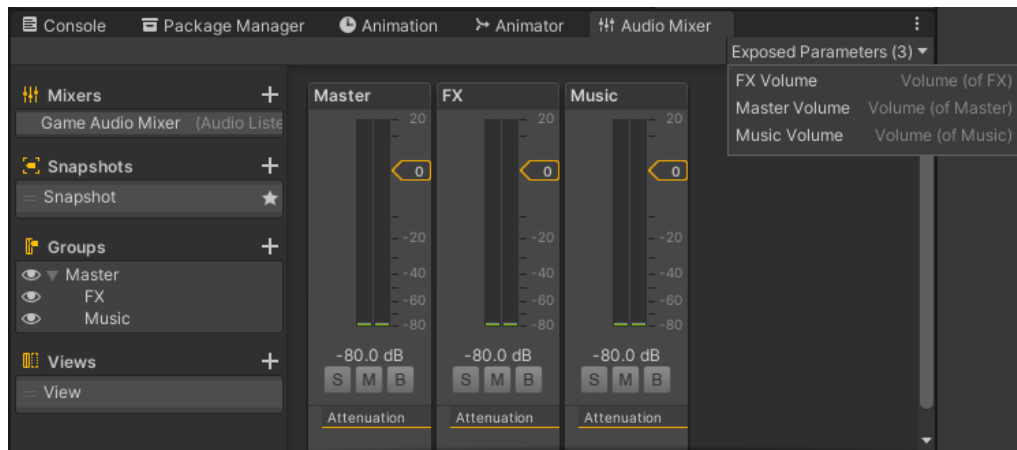 Console Package Manager Animation Animator Audio Mixer
Exposed Parameters (3)
FX Volume Volume (of FX)
Master Volume Volume (of Master)
Music Volume Volume (of Music)
Mixers
Game Audio Mixer (Audio Liste
Snapshots
Snapshot
Groups
Master
FX
Music
Views
View
Master
20
0
-20
-40
-60
-80
-80.0 dB
S M B
Attenuation
FX
20
0
-20
-40
-60
-80
-80.0 dB
S M B
Attenuation
Music
20
0
-20
-40
-60
-80
-80.0 dB
S M B
Attenuation